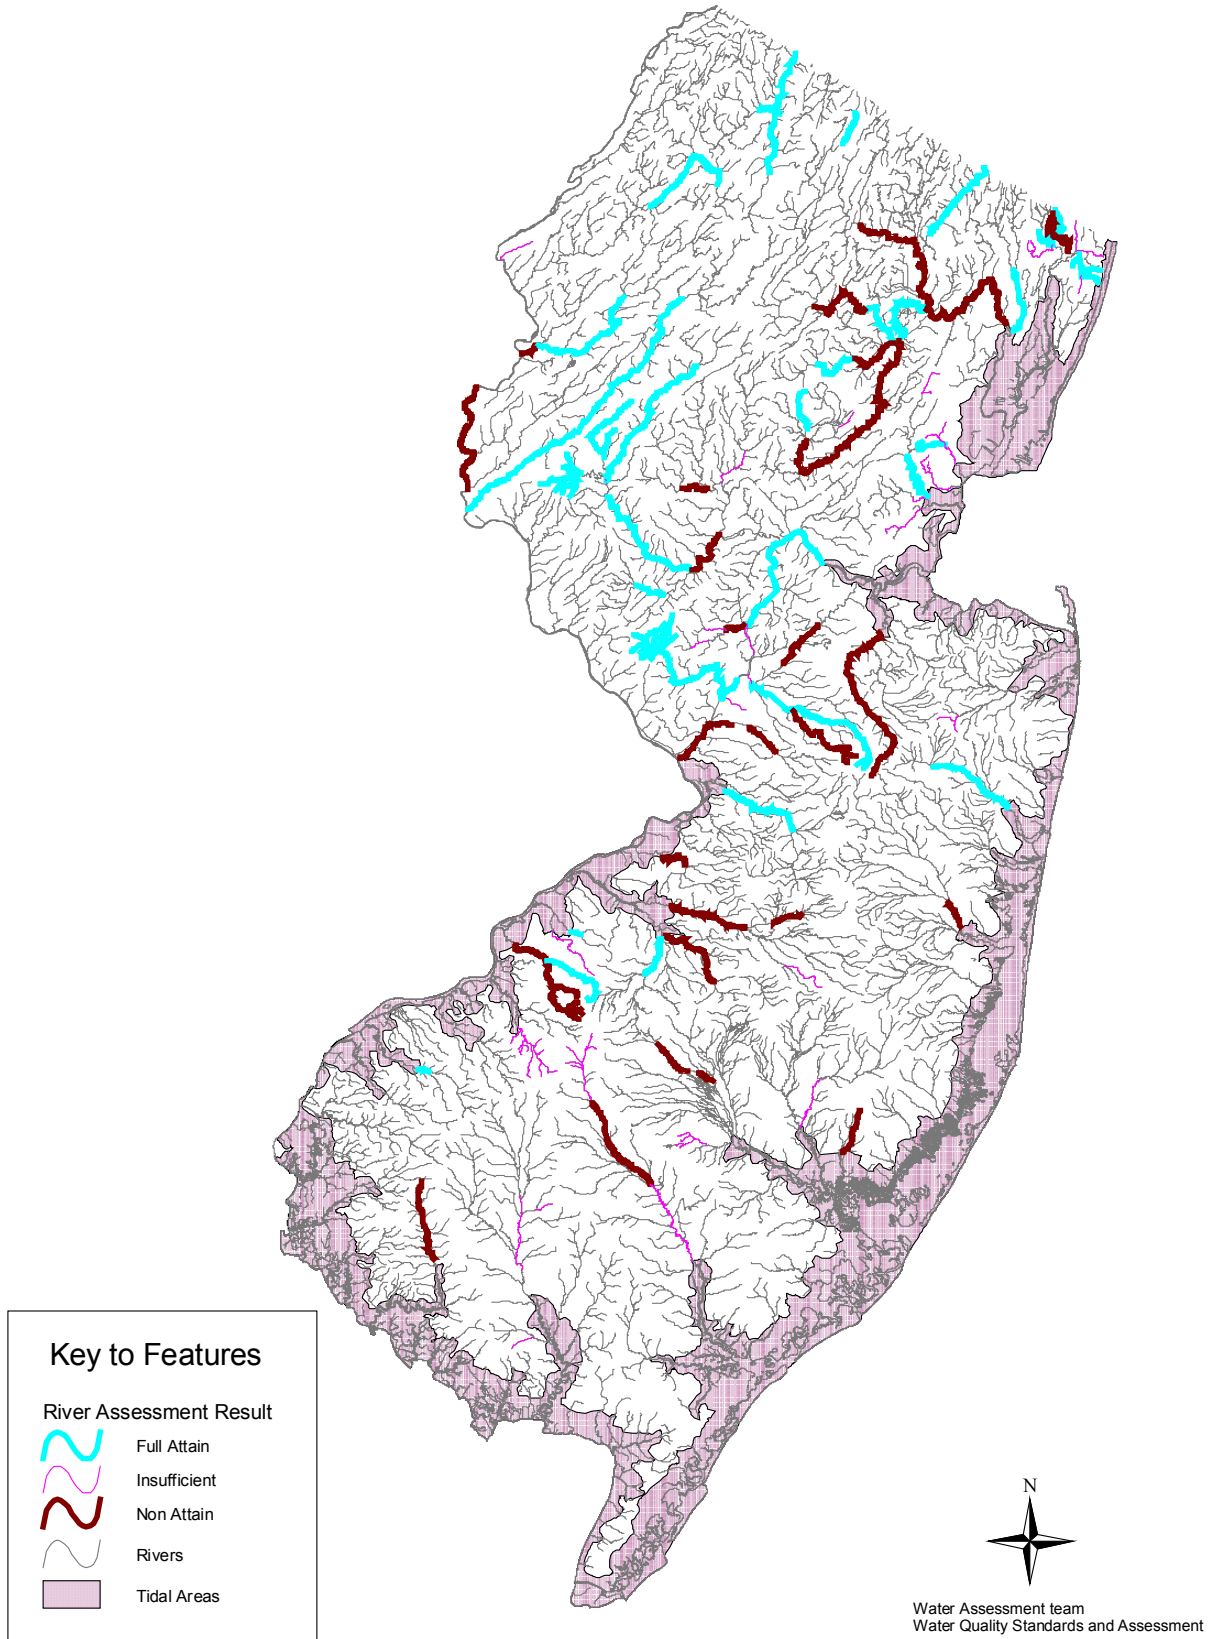 Key to Features
River Assessment Result
Full Attain
Insufficient
Non Attain
Rivers
Tidal Areas
N
Water Assessment team
Water Quality Standards and Assessment